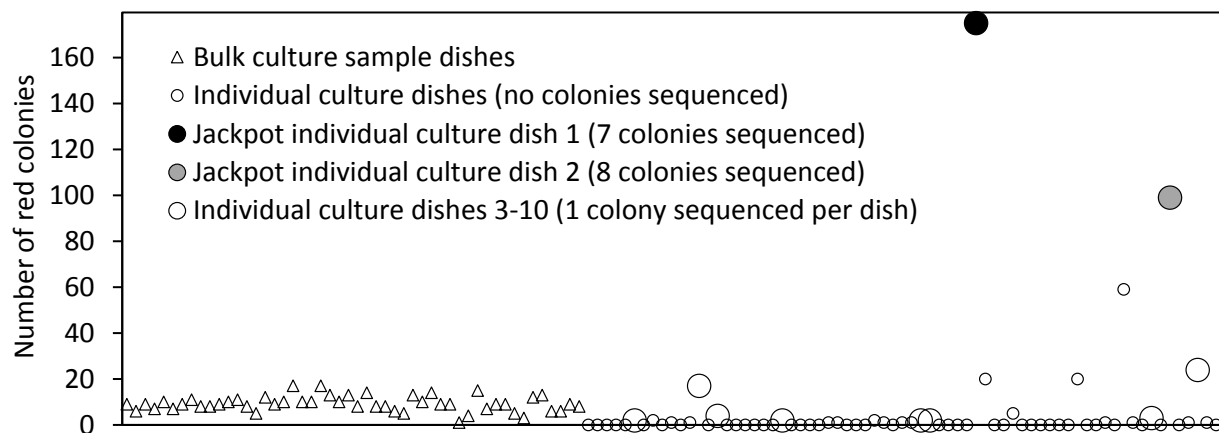 Number of red colonies
160
140
120
100
80
60
40
20
0
Bulk culture sample dishes
Individual culture dishes (no colonies sequenced)
Jackpot individual culture dish 1 (7 colonies sequenced)
Jackpot individual culture dish 2 (8 colonies sequenced)
Individual culture dishes 3-10 (1 colony sequenced per dish)